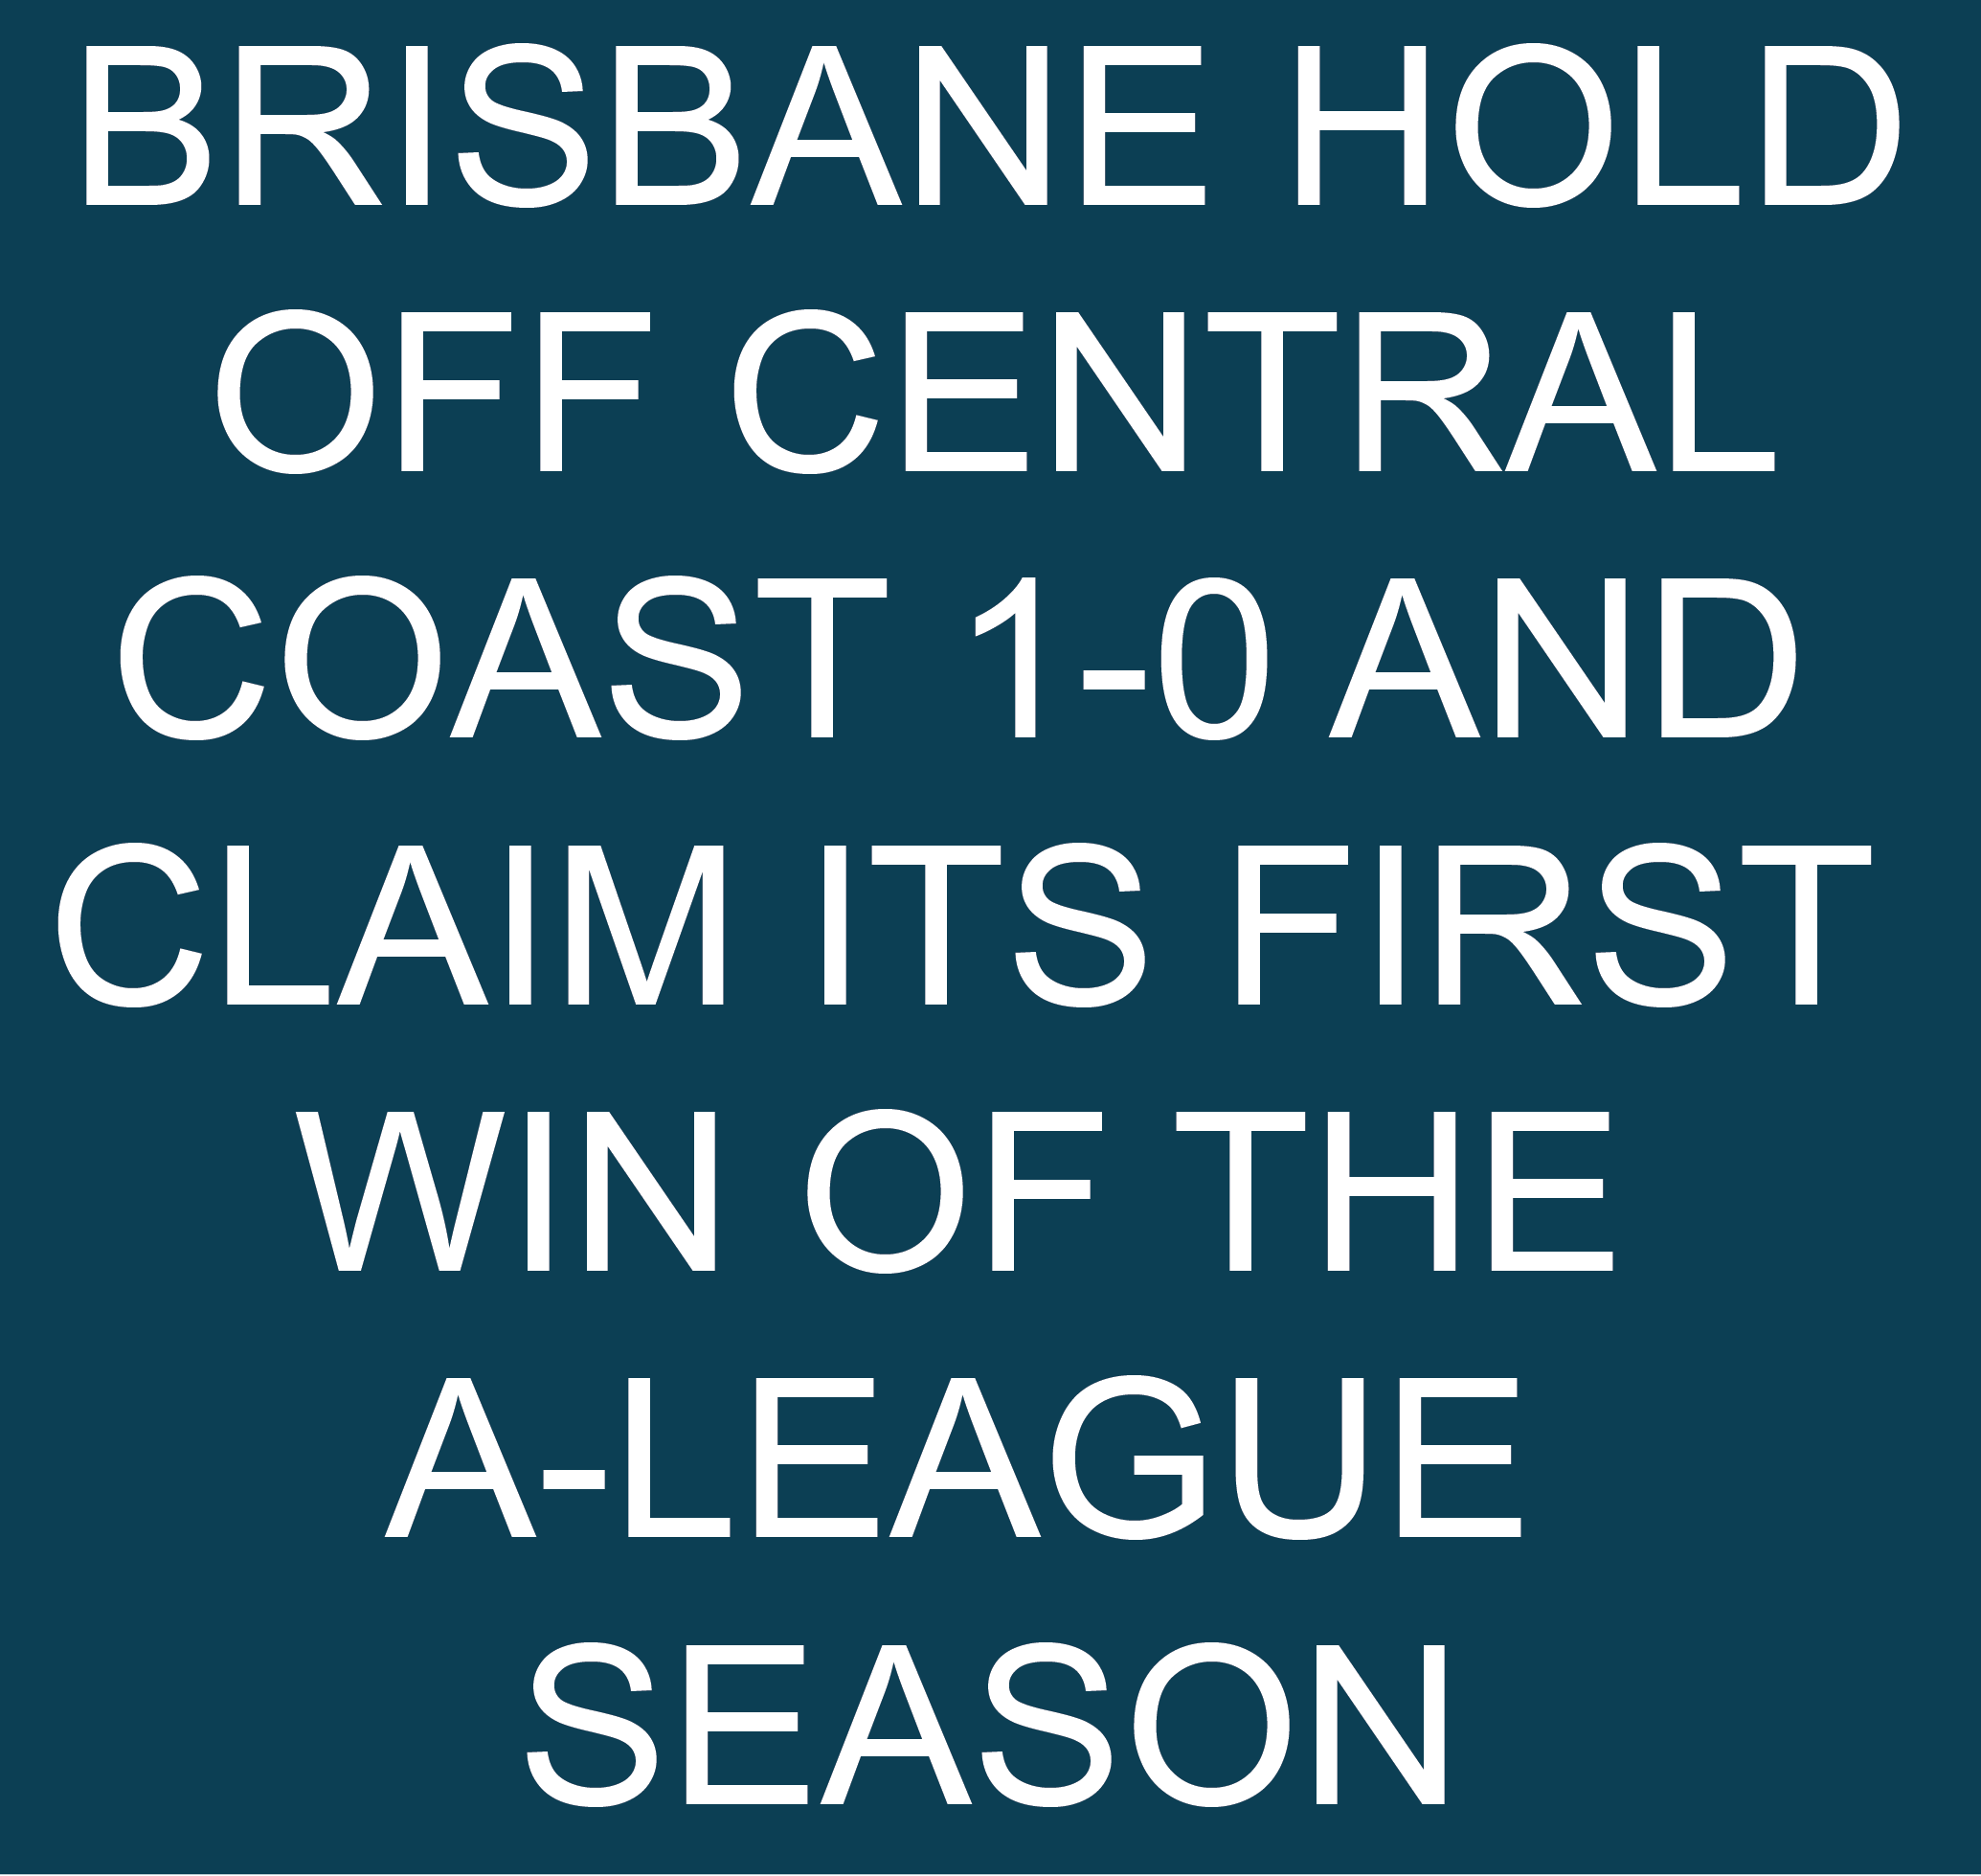 BRISBANE HOLD
OFF CENTRAL
COAST 1-0 AND
CLAIM ITS FIRST
WIN OF THE
A-LEAGUE
SEASON